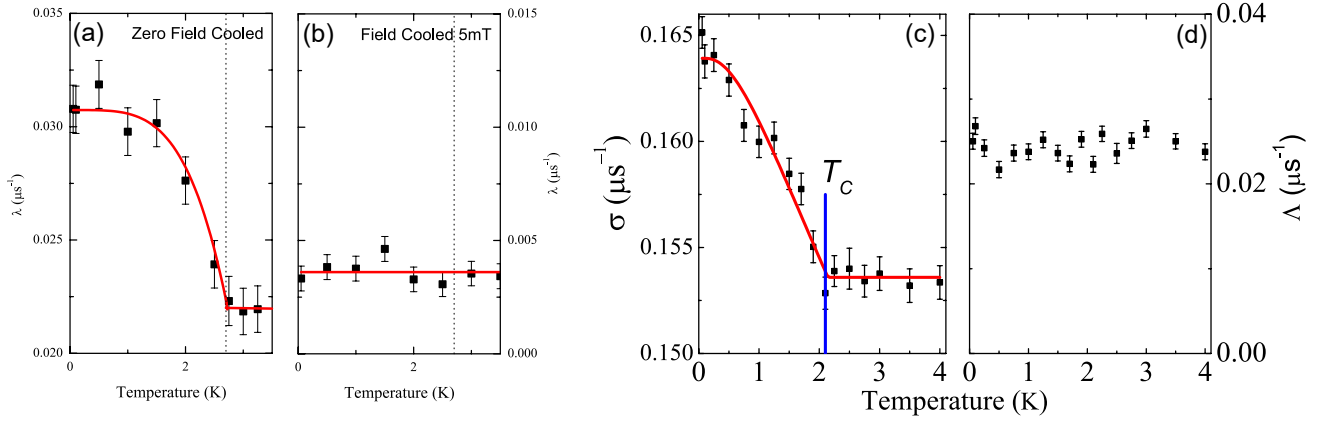 (a) Zero Field Cooled
0.035
0.030
0.025
0.020
λ (μs⁻¹)
2
Temperature (K)
(b) Field Cooled 5mT
0.015
0.010
0.005
0.000
λ (μs⁻¹)
2
Temperature (K)
(c)
0.165
0.160
0.155
0.150
σ (μs⁻¹)
T_C
0 1 2 3 4
(d)
0.04
0.02
0.00
Λ (μs⁻¹)
0 1 2 3 4
Temperature (K)